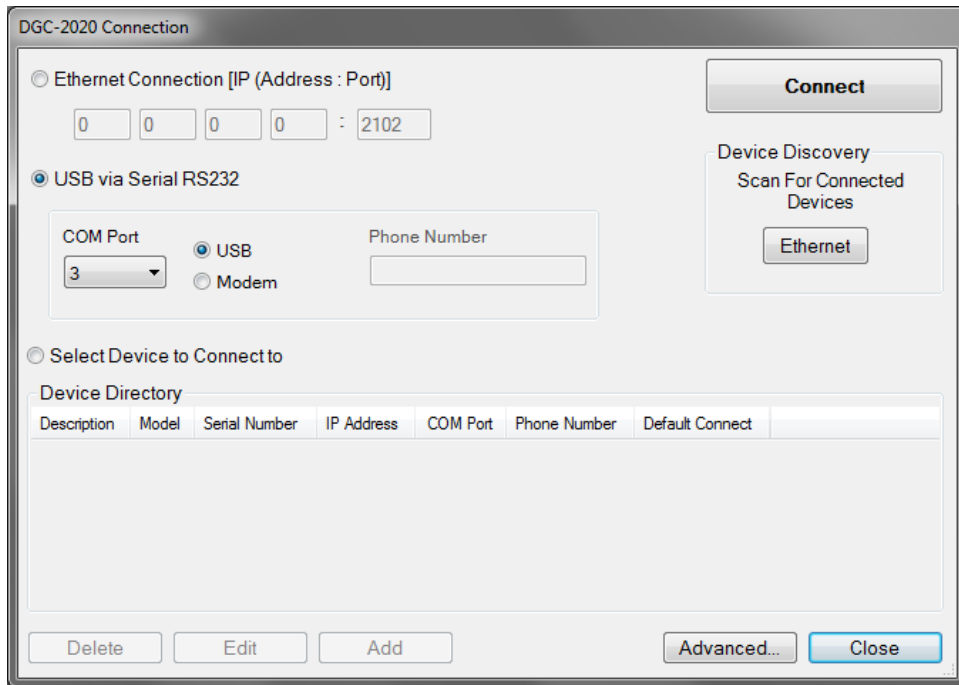 DGC-2020 Connection
Ethernet Connection [IP (Address : Port)]
0 0 0 0 : 2102
Connect
Device Discovery
Scan For Connected
Devices
Ethernet
USB via Serial RS232
COM Port
3
USB
Modem
Phone Number
Select Device to Connect to
Device Directory
Description Model Serial Number IP Address COM Port Phone Number Default Connect
Delete Edit Add Advanced... Close